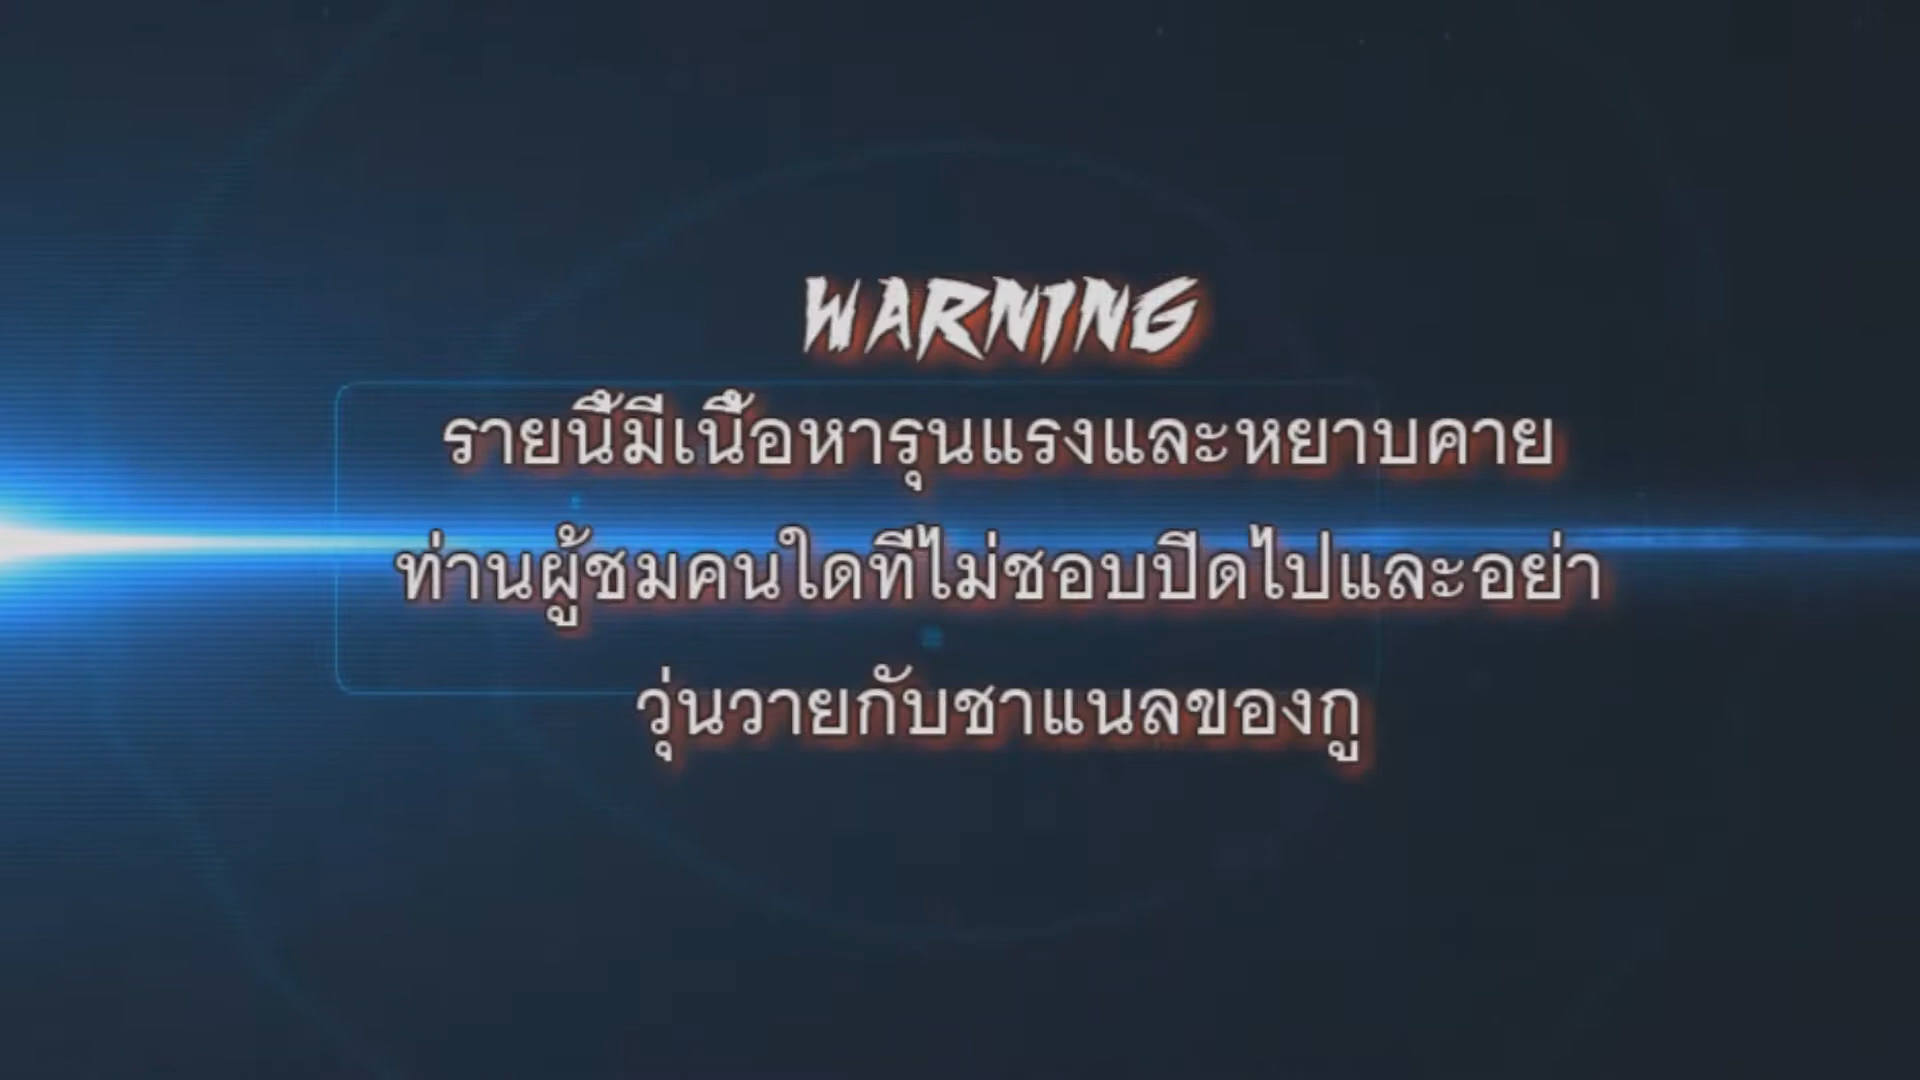 WARNING
รายนี้มีเนื้อหารุนแรงและหยาบคาย
ท่านผู้ชมคนใดที่ไม่ชอบปิดไปและอย่า
วุ่นวายกับชาแนลของกู